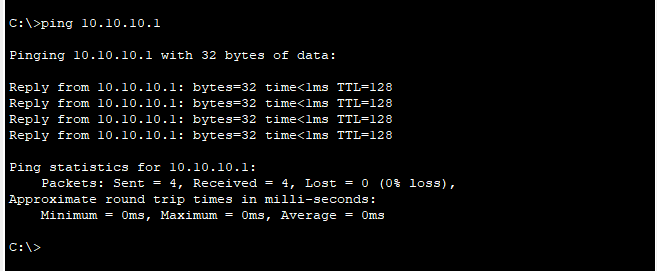 C:\>ping 10.10.10.1
Pinging 10.10.10.1 with 32 bytes of data:
Reply from 10.10.10.1: bytes=32 time<1ms TTL=128
Reply from 10.10.10.1: bytes=32 time<1ms TTL=128
Reply from 10.10.10.1: bytes=32 time<1ms TTL=128
Reply from 10.10.10.1: bytes=32 time<1ms TTL=128
Ping statistics for 10.10.10.1:
    Packets: Sent = 4, Received = 4, Lost = 0 (0% loss),
Approximate round trip times in milli-seconds:
    Minimum = 0ms, Maximum = 0ms, Average = 0ms
C:\>